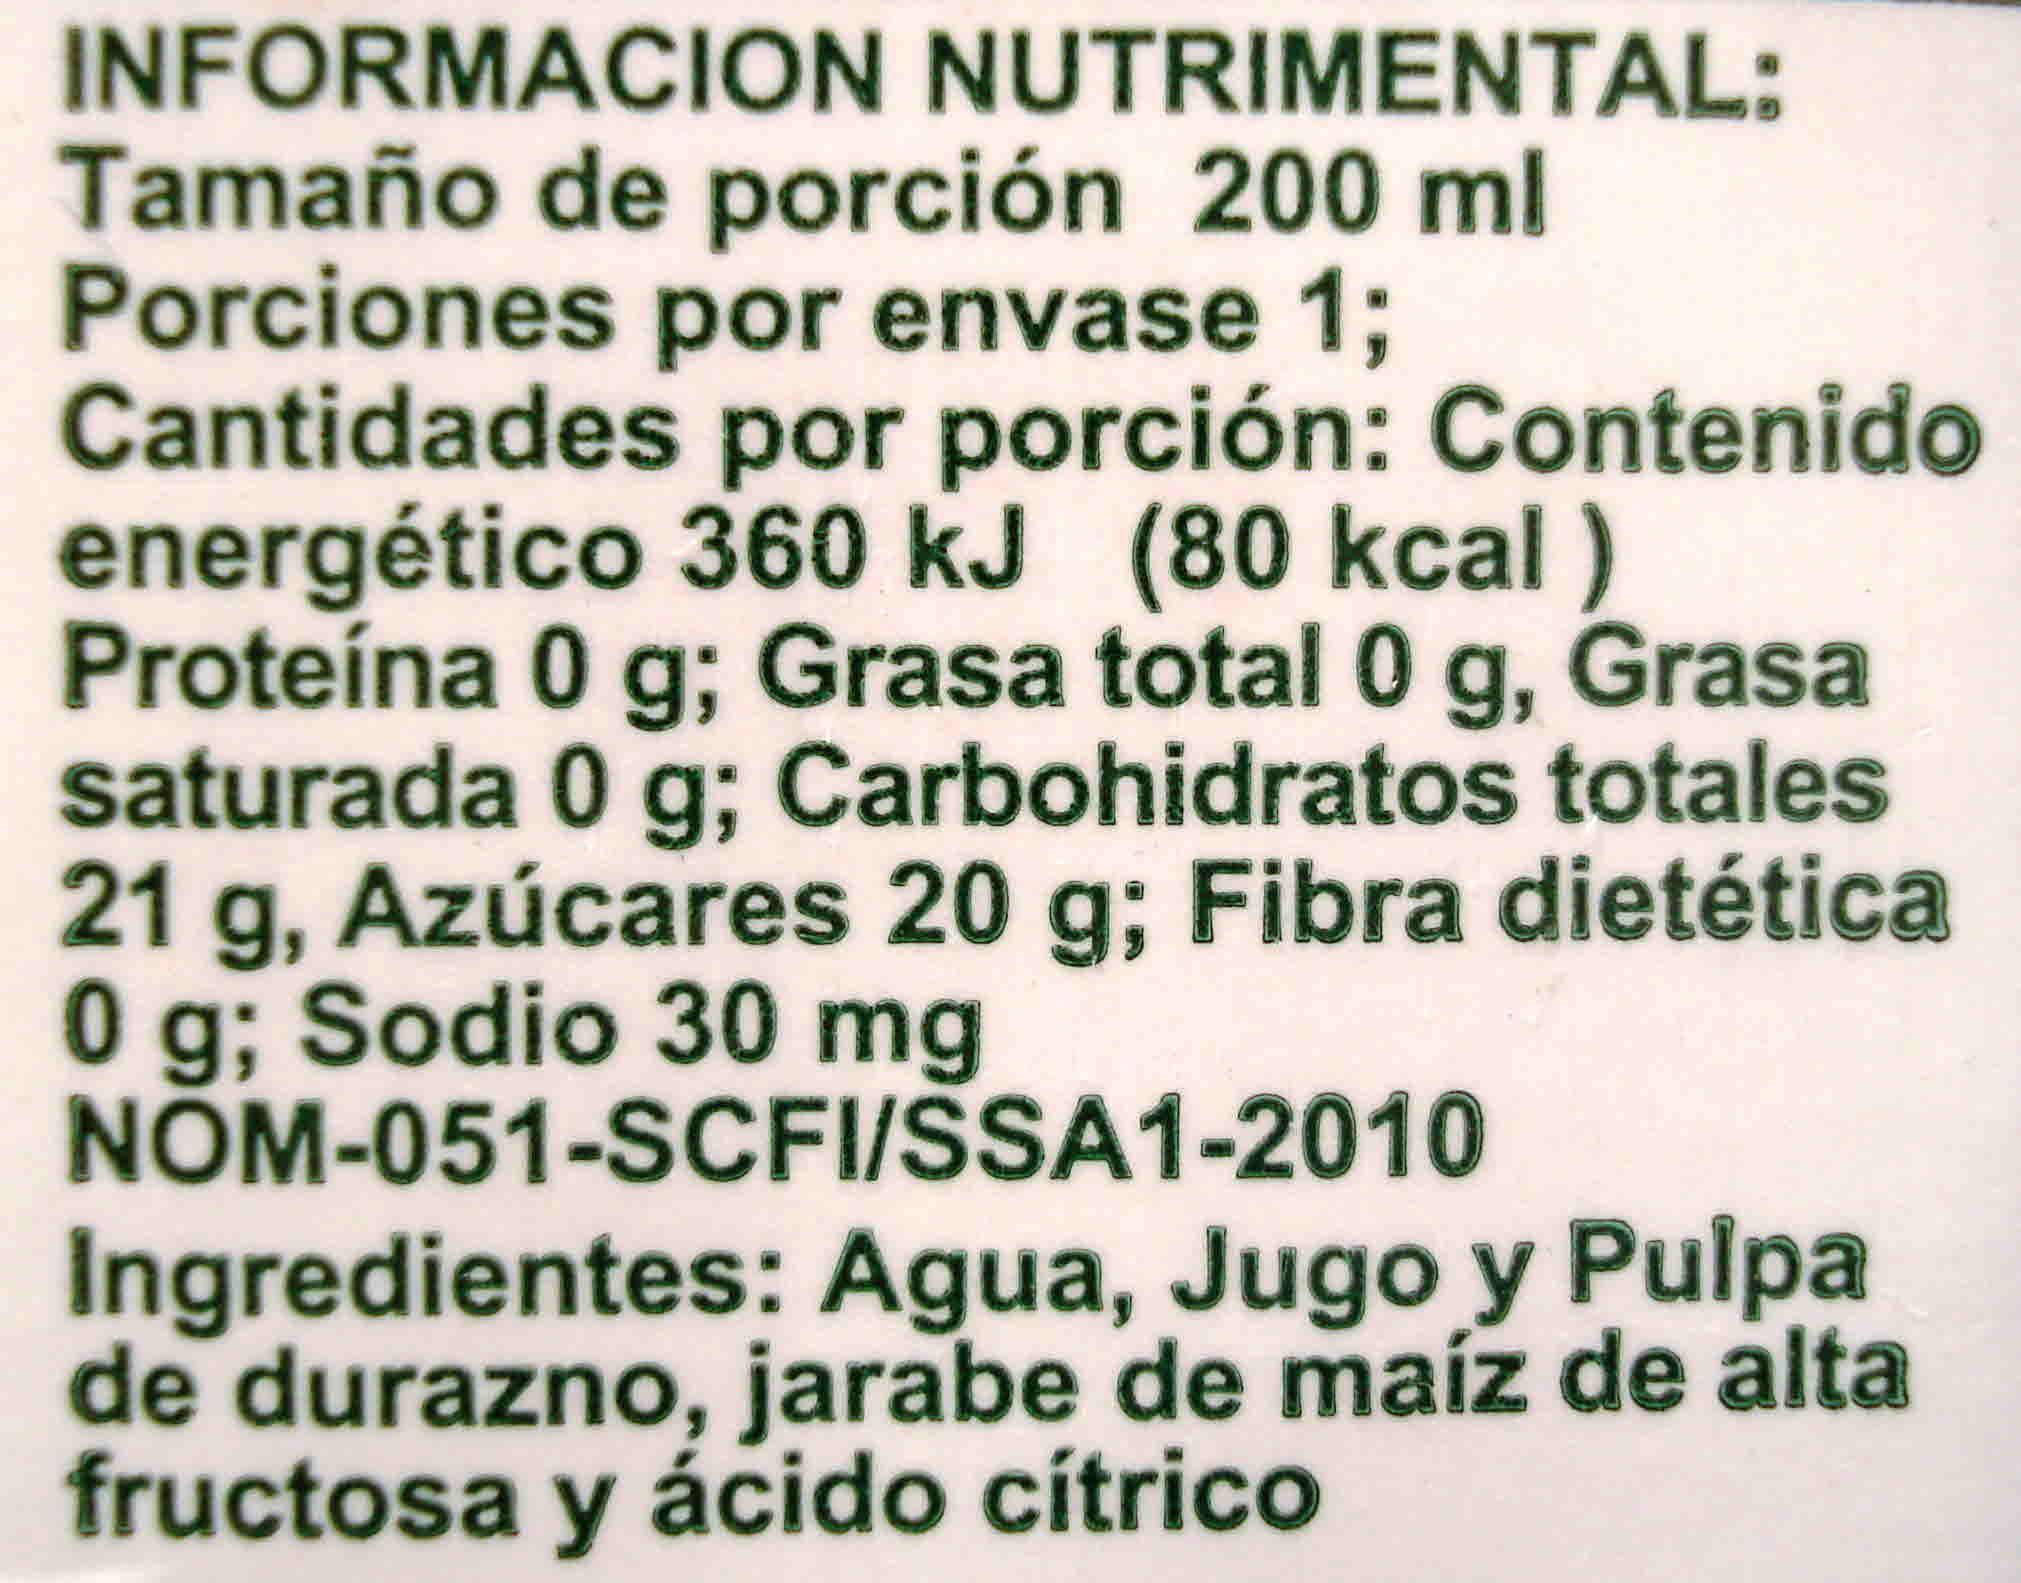 INFORMACION NUTRIMENTAL:
Tamaño de porción 200 ml
Porciones por envase 1;
Cantidades por porción: Contenido
energético 360 kJ (80 kcal )
Proteína 0 g; Grasa total 0 g, Grasa
saturada 0 g; Carbohidratos totales
21 g, Azúcares 20 g; Fibra dietética
0 g; Sodio 30 mg
NOM-051-SCFI/SSA1-2010
Ingredientes: Agua, Jugo y Pulpa
de durazno, jarabe de maíz de alta
fructosa y ácido cítrico